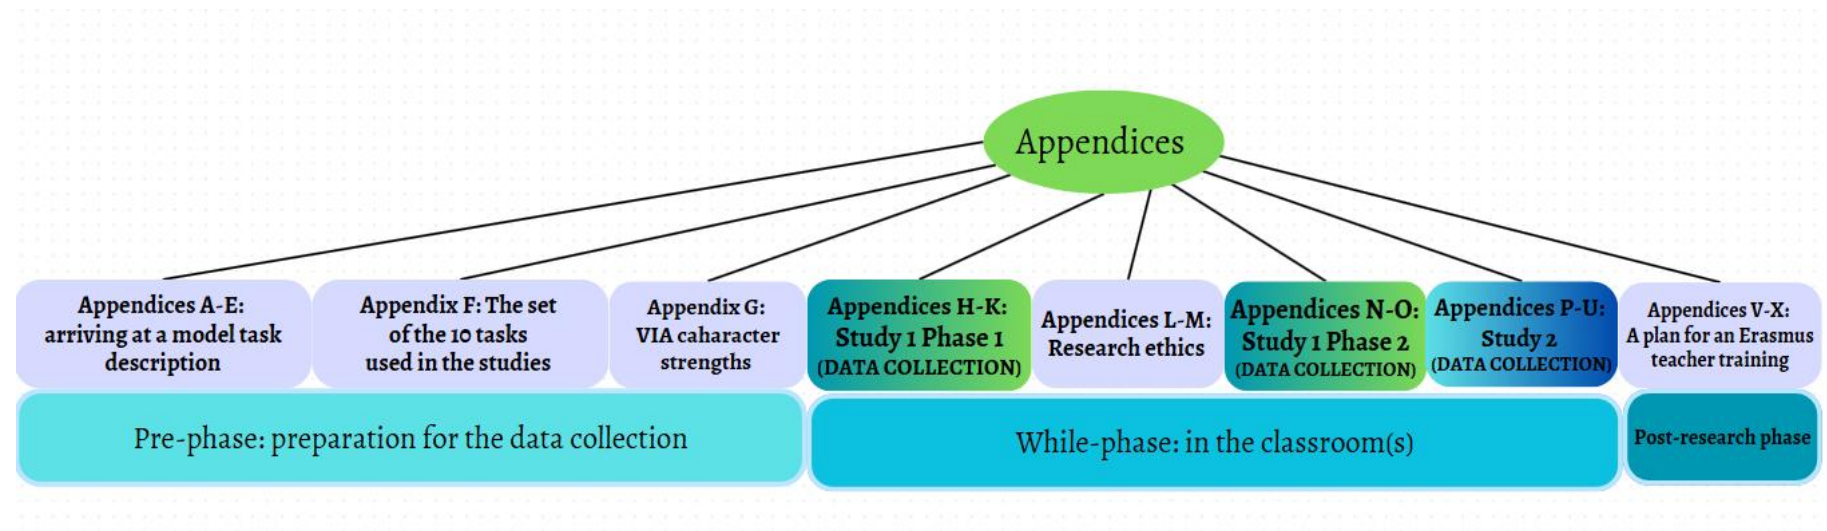 Appendices
Appendices A-E:
arriving at a model task
description
Appendix F: The set
of the 10 tasks
used in the studies
Appendix G:
VIA caharacter
strengths
Appendices H-K:
Study 1 Phase 1
(DATA COLLECTION)
Appendices L-M:
Research ethics
Appendices N-O:
Study 1 Phase 2
(DATA COLLECTION)
Appendices P-U:
Study 2
(DATA COLLECTION)
Appendices V-X:
A plan for an Erasmus
teacher training
Pre-phase: preparation for the data collection
While-phase: in the classroom(s)
Post-research phase